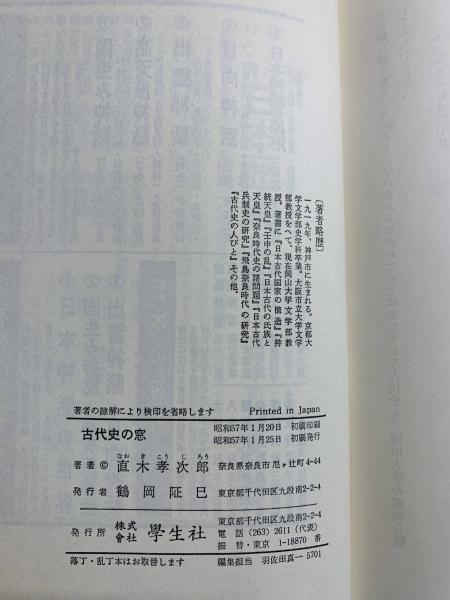 〔著者略歴〕
一九一九年、神戸市に生まれる。京都大
学文学部史学科卒業。大阪市立大学文学
部教授をへて、現在岡山大学文学部教
授。著書に『日本古代国家の構造』『持
統天皇』『壬申の乱』『日本古代の氏族と
天皇』『奈良時代史の諸問題』『日本古代
兵制史の研究』『飛鳥奈良時代の研究』
『古代史の人びと』その他。
著者の諒解により検印を省略します Printed in Japan
古代史の窓
昭和57年1月20日 初刷印刷
昭和57年1月25日 初刷発行
なおきこうじろう
著者 © 直木孝次郎 奈良県奈良市尼ヶ辻町4-44
発行者 鶴岡阷巳 東京都千代田区九段南2-2-4
発行所 株式會社 學生社
東京都千代田区九段南2-2-4
電話 (263) 2611 (代表)
振替・東京 1-18870 番
落丁・乱丁本はお取替します 編集担当 羽佐田真一 5701